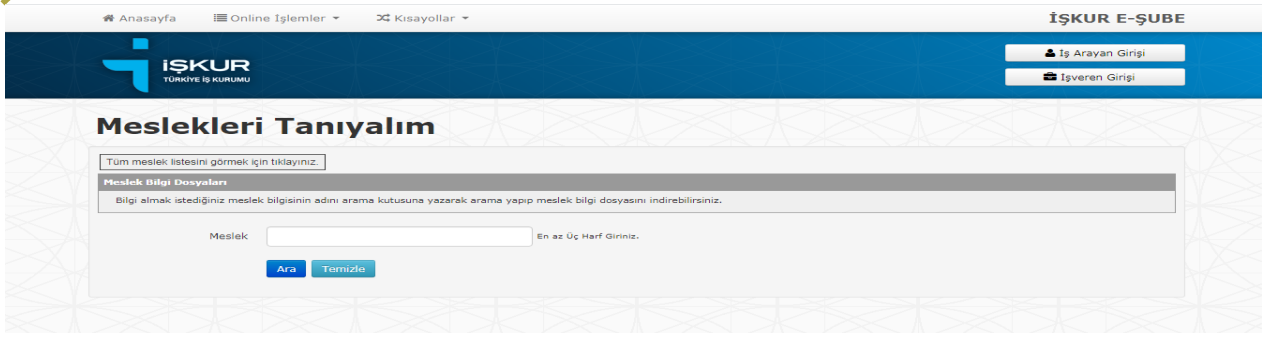 Anasayfa Online İşlemler Kısayollar İŞKUR E-ŞUBE
İŞKUR
TÜRKİYE İŞ KURUMU
İş Arayan Girişi
İşveren Girişi
Meslekleri Tanıyalım
Tüm meslek listesini görmek için tıklayınız.
Meslek Bilgi Dosyaları
Bilgi almak istediğiniz meslek bilgisinin adını arama kutusuna yazarak arama yapıp meslek bilgi dosyasını indirebilirsiniz.
Meslek En az Üç Harf Giriniz.
Ara Temizle